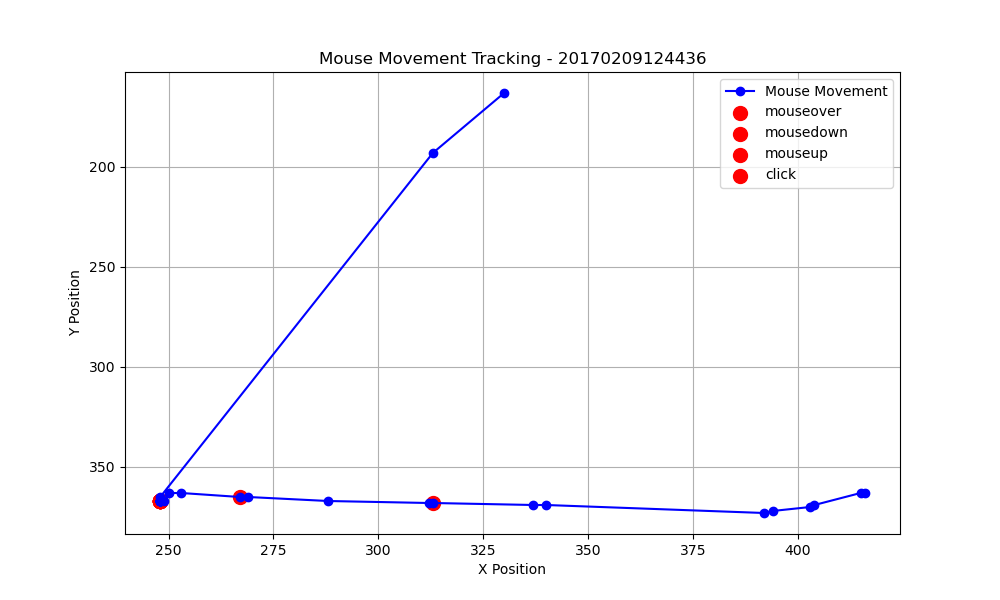 Mouse Movement Tracking - 20170209124436
Mouse Movement
mouseover
mousedown
mouseup
click
200
250
300
350
Y Position
250
275
300
325
350
375
400
X Position